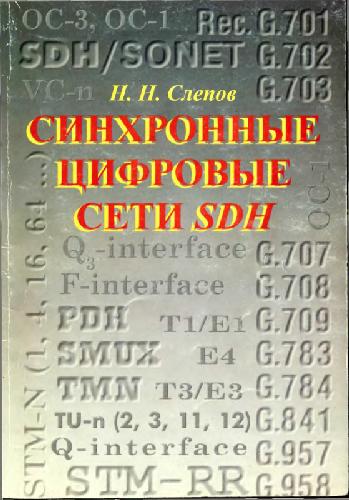 OC-3, OC-1 Rec. G.701
SDH/SONET G.702
VC-n G.703
Н. Н. Слепов
СИНХРОННЫЕ
ЦИФРОВЫЕ
СЕТИ SDH
OC-1
STM-N (1, 4, 16, 64 ...)
Q3-interface G.707
F-interface G.708
PDH T1/E1 G.709
SMUX E4 G.783
TMN T3/E3 G.784
TU-n (2, 3, 11, 12) G.841
Q-interface G.957
STM-RR G.958